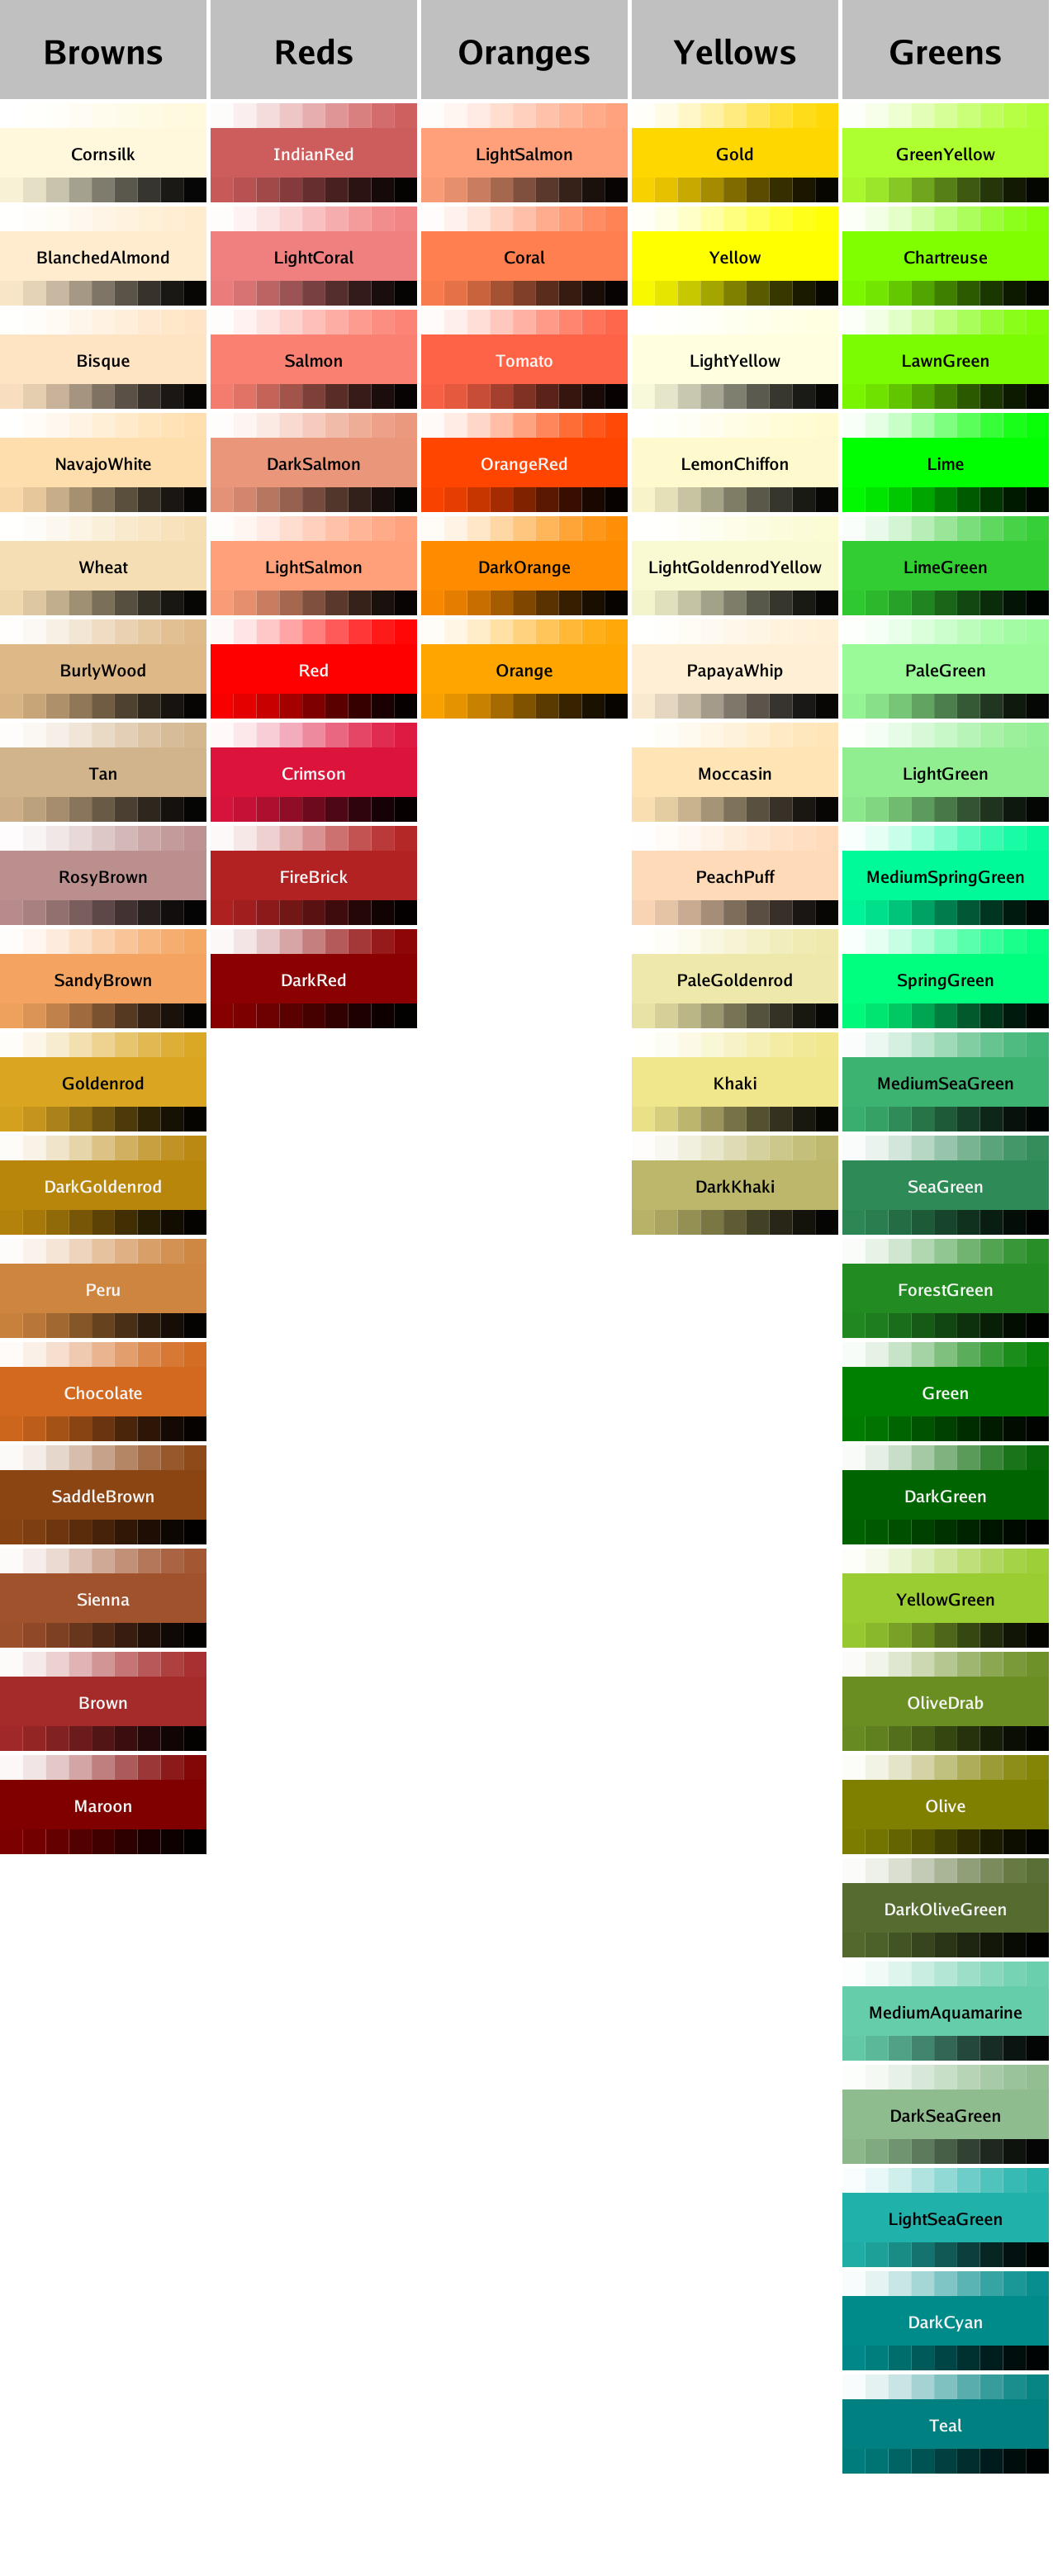 Browns
Reds
Oranges
Yellows
Greens
Cornsilk
IndianRed
LightSalmon
Gold
GreenYellow
BlanchedAlmond
LightCoral
Coral
Yellow
Chartreuse
Bisque
Salmon
Tomato
LightYellow
LawnGreen
NavajoWhite
DarkSalmon
OrangeRed
LemonChiffon
Lime
Wheat
LightSalmon
DarkOrange
LightGoldenrodYellow
LimeGreen
BurlyWood
Red
Orange
PapayaWhip
PaleGreen
Tan
Crimson
Moccasin
LightGreen
RosyBrown
FireBrick
PeachPuff
MediumSpringGreen
SandyBrown
DarkRed
PaleGoldenrod
SpringGreen
Goldenrod
Khaki
MediumSeaGreen
DarkGoldenrod
DarkKhaki
SeaGreen
Peru
ForestGreen
Chocolate
Green
SaddleBrown
DarkGreen
Sienna
YellowGreen
Brown
OliveDrab
Maroon
Olive
DarkOliveGreen
MediumAquamarine
DarkSeaGreen
LightSeaGreen
DarkCyan
Teal